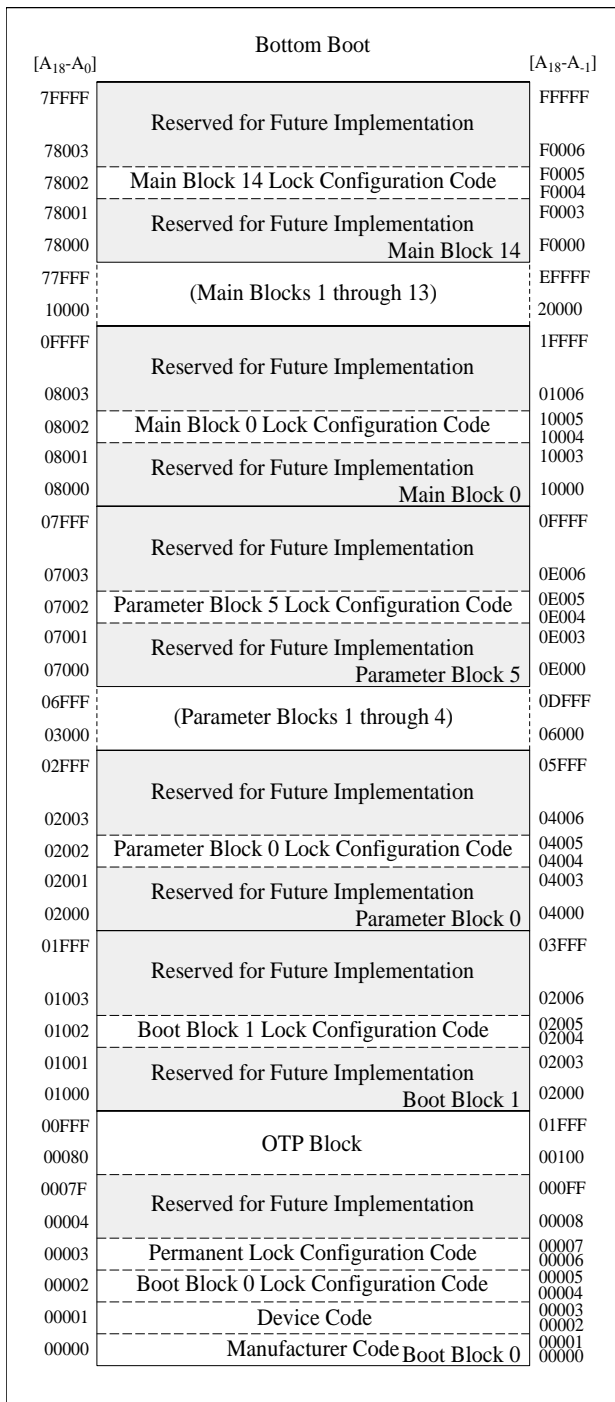 Bottom Boot
[A18-A0] [A18-A-1]
7FFFF FFFFF
Reserved for Future Implementation
78003 F0006
78002 Main Block 14 Lock Configuration Code F0005
F0004
78001 F0003
Reserved for Future Implementation
78000 Main Block 14 F0000
77FFF EFFFF
(Main Blocks 1 through 13)
10000 20000
0FFFF 1FFFF
Reserved for Future Implementation
08003 01006
08002 Main Block 0 Lock Configuration Code 10005
10004
08001 10003
Reserved for Future Implementation
08000 Main Block 0 10000
07FFF 0FFFF
Reserved for Future Implementation
07003 0E006
07002 Parameter Block 5 Lock Configuration Code 0E005
0E004
07001 0E003
Reserved for Future Implementation
07000 Parameter Block 5 0E000
06FFF 0DFFF
(Parameter Blocks 1 through 4)
03000 06000
02FFF 05FFF
Reserved for Future Implementation
02003 04006
02002 Parameter Block 0 Lock Configuration Code 04005
04004
02001 04003
Reserved for Future Implementation
02000 Parameter Block 0 04000
01FFF 03FFF
Reserved for Future Implementation
01003 02006
01002 Boot Block 1 Lock Configuration Code 02005
02004
01001 02003
Reserved for Future Implementation
01000 Boot Block 1 02000
00FFF 01FFF
OTP Block
00080 00100
0007F 000FF
Reserved for Future Implementation
00004 00008
00003 Permanent Lock Configuration Code 00007
00006
00002 Boot Block 0 Lock Configuration Code 00005
00004
00001 Device Code 00003
00002
00000 Manufacturer Code Boot Block 0 00001
00000